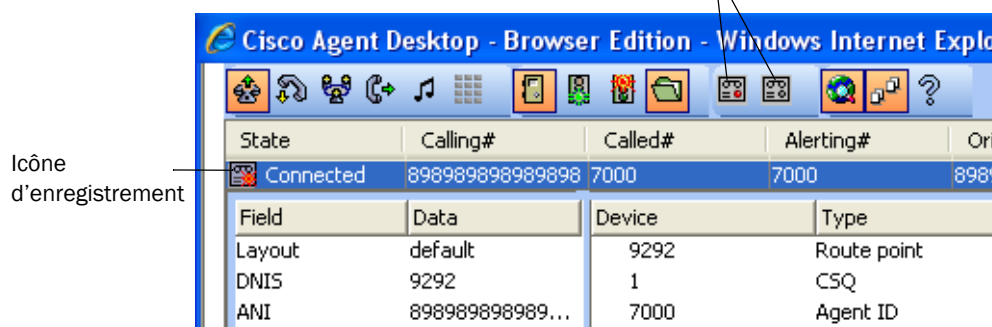 Cisco Agent Desktop - Browser Edition - Windows Internet Explo
State Calling# Called# Alerting# Ori
Icône
d'enregistrement
Connected 898989898989898 7000 7000 898
Field Data Device Type
Layout default 9292 Route point
DNIS 9292 1 CSQ
ANI 898989898989... 7000 Agent ID